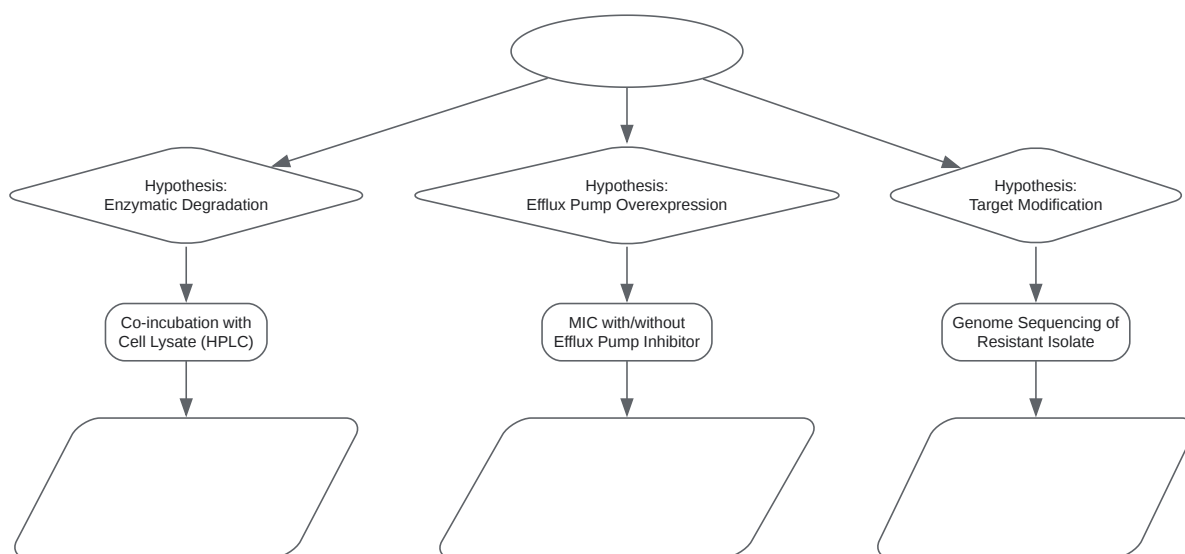 Hypothesis:
Enzymatic Degradation
Hypothesis:
Efflux Pump Overexpression
Hypothesis:
Target Modification
Co-incubation with
Cell Lysate (HPLC)
MIC with/without
Efflux Pump Inhibitor
Genome Sequencing of
Resistant Isolate